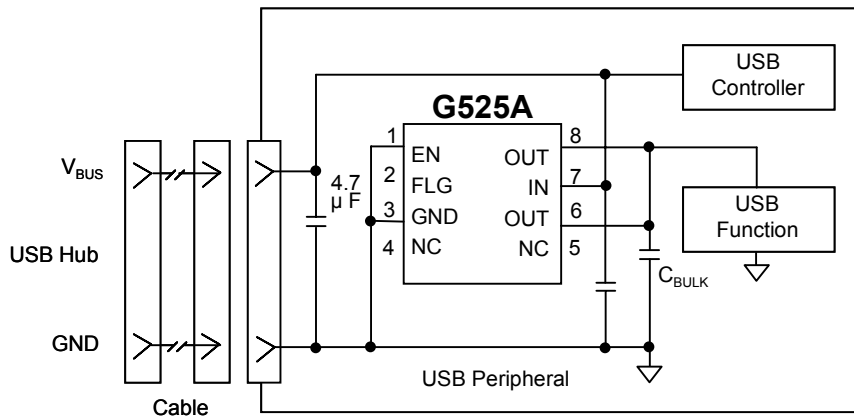 USB
Controller
G525A
1
EN
2
FLG
3
GND
4
NC
8
OUT
7
IN
6
OUT
5
NC
V_BUS
USB Hub
GND
Cable
4.7
μ F
C_BULK
USB
Function
USB Peripheral